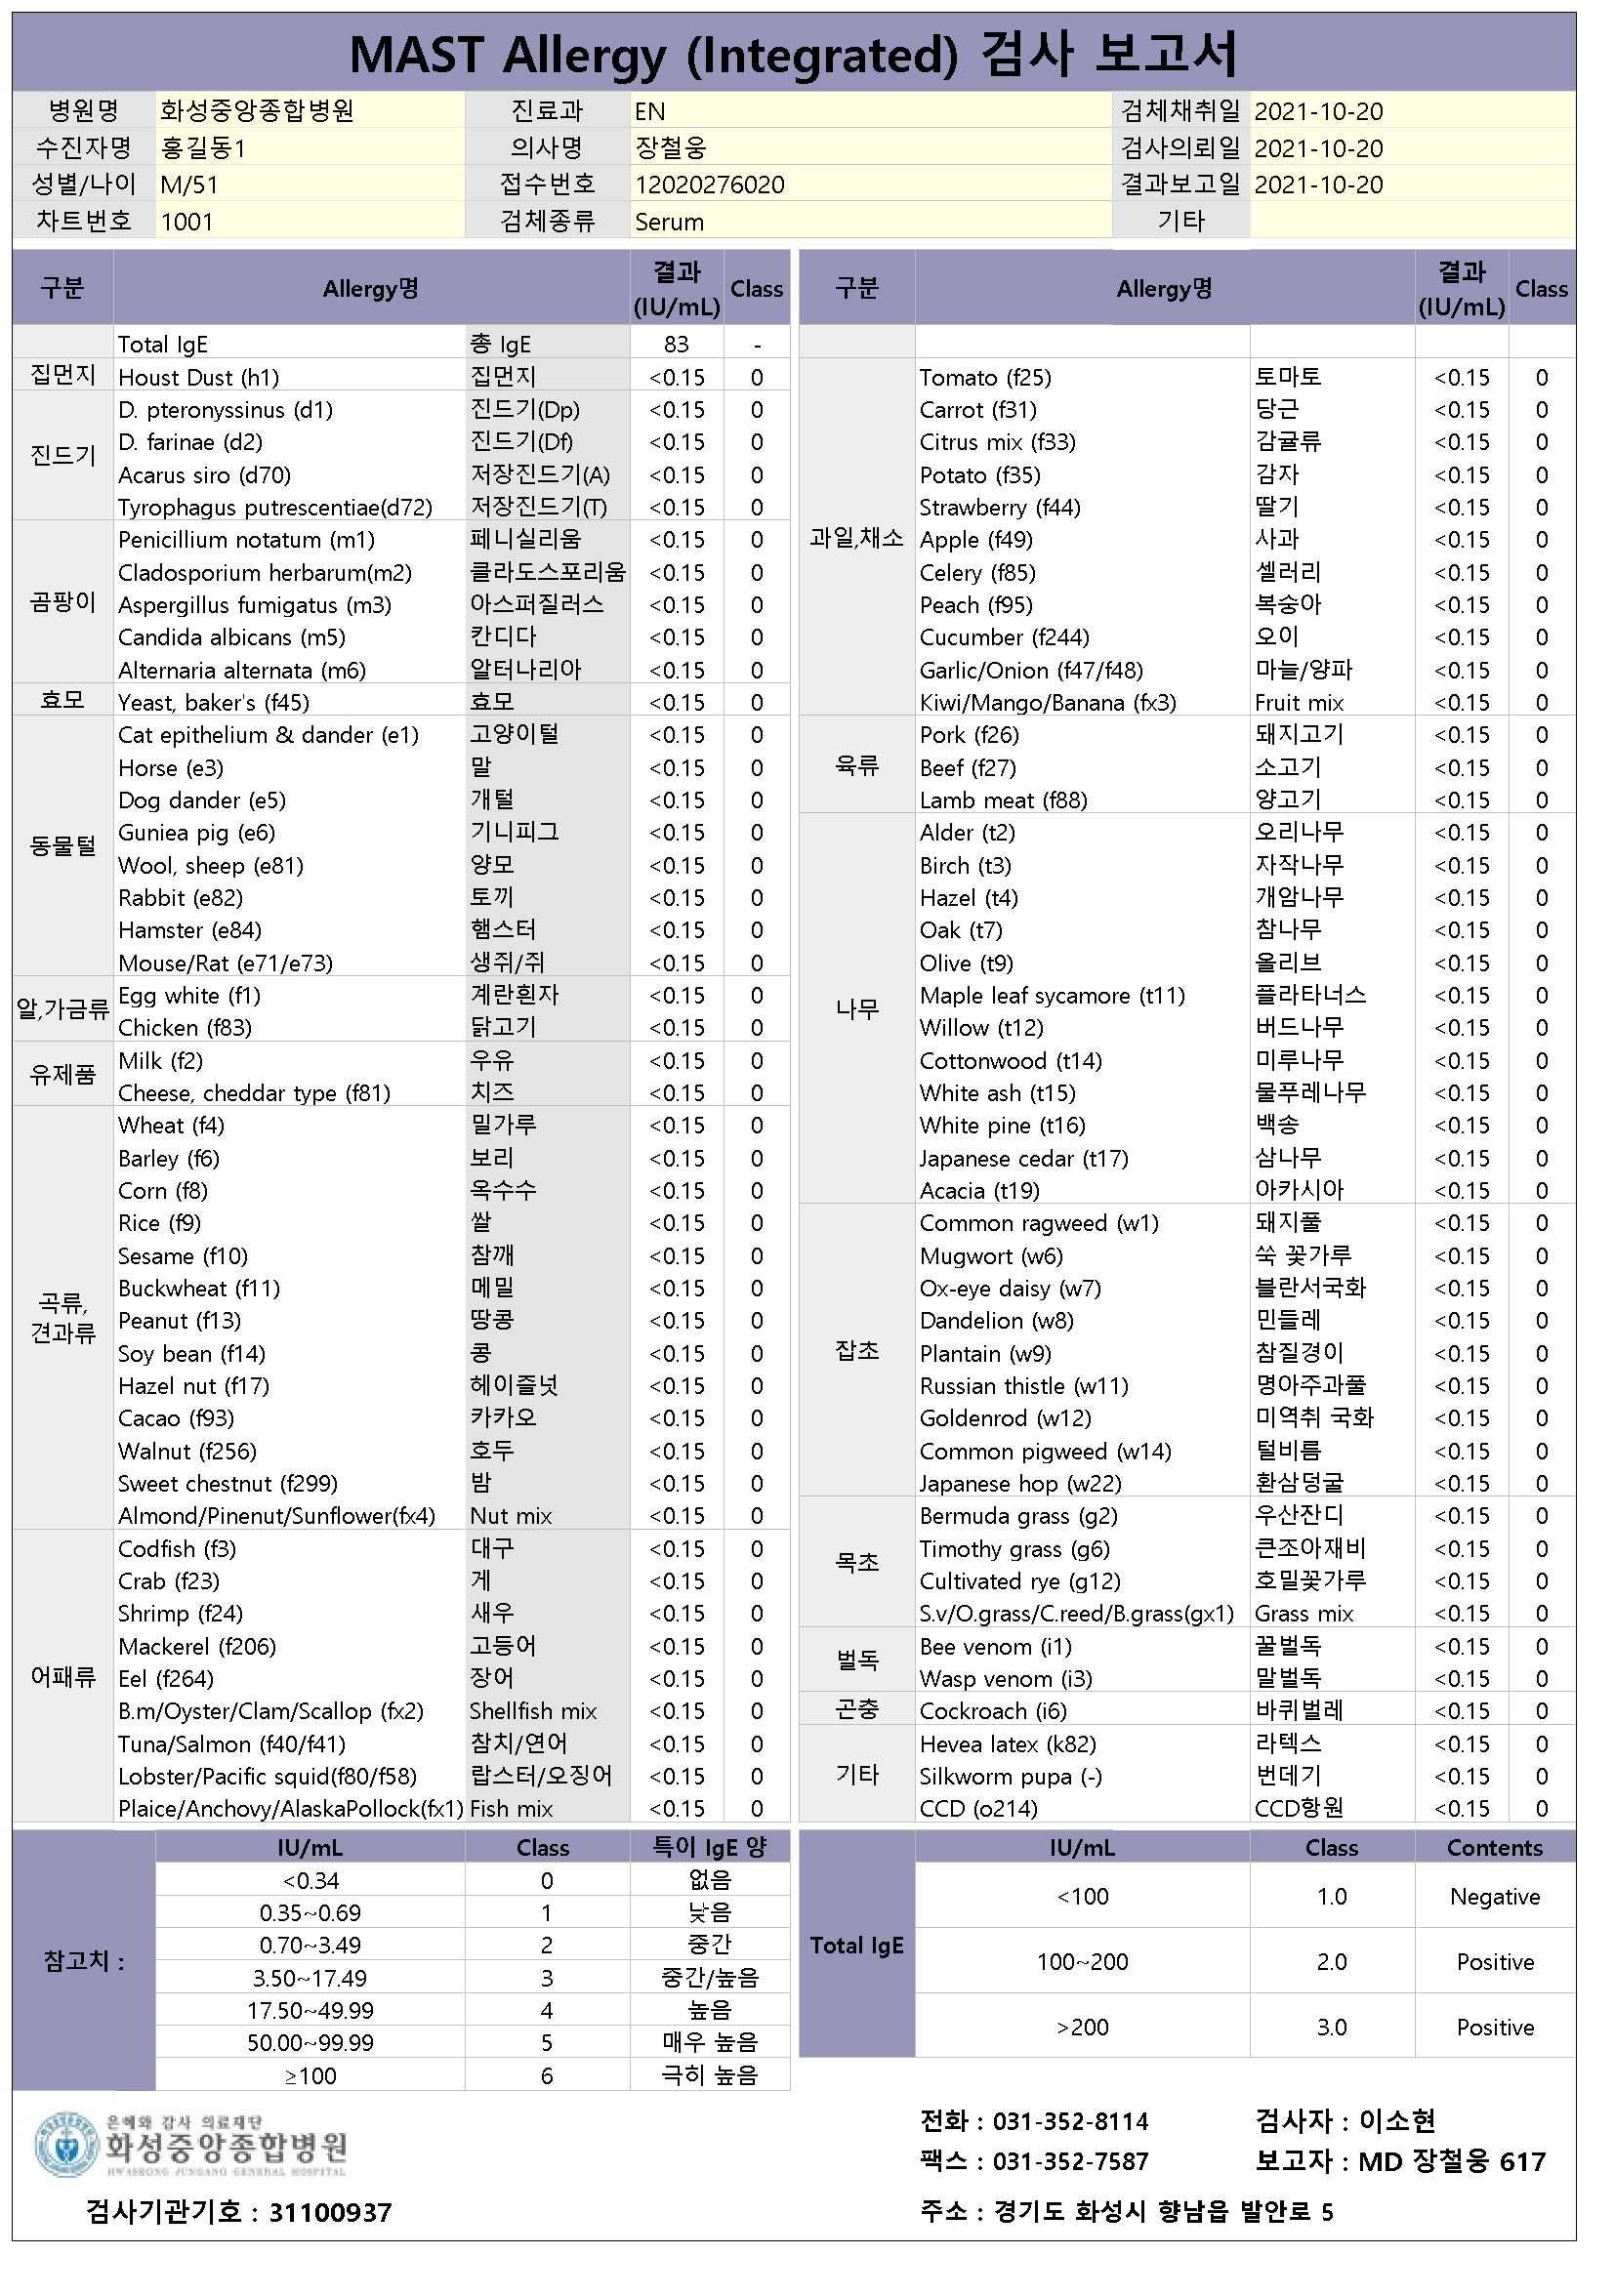 MAST Allergy (Integrated) 검사 보고서
병원명 화성중앙종합병원 진료과 EN 검체채취일 2021-10-20
수진자명 홍길동1 의사명 장철웅 검사의뢰일 2021-10-20
성별/나이 M/51 접수번호 12020276020 결과보고일 2021-10-20
차트번호 1001 검체종류 Serum 기타
구분 Allergy명 결과 (IU/mL) Class
Total IgE 총 IgE 83 -
집먼지 Houst Dust (h1) 집먼지 <0.15 0
진드기
D. pteronyssinus (d1) 진드기(Dp) <0.15 0
D. farinae (d2) 진드기(Df) <0.15 0
Acarus siro (d70) 저장진드기(A) <0.15 0
Tyrophagus putrescentiae(d72) 저장진드기(T) <0.15 0
곰팡이
Penicillium notatum (m1) 페니실리움 <0.15 0
Cladosporium herbarum(m2) 클라도스포리움 <0.15 0
Aspergillus fumigatus (m3) 아스퍼질러스 <0.15 0
Candida albicans (m5) 칸디다 <0.15 0
Alternaria alternata (m6) 알터나리아 <0.15 0
효모 Yeast, baker's (f45) 효모 <0.15 0
동물털
Cat epithelium & dander (e1) 고양이털 <0.15 0
Horse (e3) 말 <0.15 0
Dog dander (e5) 개털 <0.15 0
Guniea pig (e6) 기니피그 <0.15 0
Wool, sheep (e81) 양모 <0.15 0
Rabbit (e82) 토끼 <0.15 0
Hamster (e84) 햄스터 <0.15 0
Mouse/Rat (e71/e73) 생쥐/쥐 <0.15 0
알,가금류
Egg white (f1) 계란흰자 <0.15 0
Chicken (f83) 닭고기 <0.15 0
유제품
Milk (f2) 우유 <0.15 0
Cheese, cheddar type (f81) 치즈 <0.15 0
곡류,
견과류
Wheat (f4) 밀가루 <0.15 0
Barley (f6) 보리 <0.15 0
Corn (f8) 옥수수 <0.15 0
Rice (f9) 쌀 <0.15 0
Sesame (f10) 참깨 <0.15 0
Buckwheat (f11) 메밀 <0.15 0
Peanut (f13) 땅콩 <0.15 0
Soy bean (f14) 콩 <0.15 0
Hazel nut (f17) 헤이즐넛 <0.15 0
Cacao (f93) 카카오 <0.15 0
Walnut (f256) 호두 <0.15 0
Sweet chestnut (f299) 밤 <0.15 0
Almond/Pinenut/Sunflower(fx4) Nut mix <0.15 0
어패류
Codfish (f3) 대구 <0.15 0
Crab (f23) 게 <0.15 0
Shrimp (f24) 새우 <0.15 0
Mackerel (f206) 고등어 <0.15 0
Eel (f264) 장어 <0.15 0
B.m/Oyster/Clam/Scallop (fx2) Shellfish mix <0.15 0
Tuna/Salmon (f40/f41) 참치/연어 <0.15 0
Lobster/Pacific squid(f80/f58) 랍스터/오징어 <0.15 0
Plaice/Anchovy/AlaskaPollock(fx1) Fish mix <0.15 0
구분 Allergy명 결과 (IU/mL) Class
과일,채소
Tomato (f25) 토마토 <0.15 0
Carrot (f31) 당근 <0.15 0
Citrus mix (f33) 감귤류 <0.15 0
Potato (f35) 감자 <0.15 0
Strawberry (f44) 딸기 <0.15 0
Apple (f49) 사과 <0.15 0
Celery (f85) 셀러리 <0.15 0
Peach (f95) 복숭아 <0.15 0
Cucumber (f244) 오이 <0.15 0
Garlic/Onion (f47/f48) 마늘/양파 <0.15 0
Kiwi/Mango/Banana (fx3) Fruit mix <0.15 0
육류
Pork (f26) 돼지고기 <0.15 0
Beef (f27) 소고기 <0.15 0
Lamb meat (f88) 양고기 <0.15 0
나무
Alder (t2) 오리나무 <0.15 0
Birch (t3) 자작나무 <0.15 0
Hazel (t4) 개암나무 <0.15 0
Oak (t7) 참나무 <0.15 0
Olive (t9) 올리브 <0.15 0
Maple leaf sycamore (t11) 플라타너스 <0.15 0
Willow (t12) 버드나무 <0.15 0
Cottonwood (t14) 미루나무 <0.15 0
White ash (t15) 물푸레나무 <0.15 0
White pine (t16) 백송 <0.15 0
Japanese cedar (t17) 삼나무 <0.15 0
Acacia (t19) 아카시아 <0.15 0
잡초
Common ragweed (w1) 돼지풀 <0.15 0
Mugwort (w6) 쑥 꽃가루 <0.15 0
Ox-eye daisy (w7) 블란서국화 <0.15 0
Dandelion (w8) 민들레 <0.15 0
Plantain (w9) 참질경이 <0.15 0
Russian thistle (w11) 명아주과풀 <0.15 0
Goldenrod (w12) 미역취 국화 <0.15 0
Common pigweed (w14) 털비름 <0.15 0
Japanese hop (w22) 환삼덩굴 <0.15 0
목초
Bermuda grass (g2) 우산잔디 <0.15 0
Timothy grass (g6) 큰조아재비 <0.15 0
Cultivated rye (g12) 호밀꽃가루 <0.15 0
S.v/O.grass/C.reed/B.grass(gx1) Grass mix <0.15 0
벌독
Bee venom (i1) 꿀벌독 <0.15 0
Wasp venom (i3) 말벌독 <0.15 0
곤충 Cockroach (i6) 바퀴벌레 <0.15 0
기타
Hevea latex (k82) 라텍스 <0.15 0
Silkworm pupa (-) 번데기 <0.15 0
CCD (o214) CCD항원 <0.15 0
참고치 :
IU/mL Class 특이 IgE 양
<0.34 0 없음
0.35~0.69 1 낮음
0.70~3.49 2 중간
3.50~17.49 3 중간/높음
17.50~49.99 4 높음
50.00~99.99 5 매우 높음
≥100 6 극히 높음
Total IgE
IU/mL Class Contents
<100 1.0 Negative
100~200 2.0 Positive
>200 3.0 Positive
은혜와 감사 의료재단
화성중앙종합병원
HWASEONG JUNGANG GENERAL HOSPITAL
검사기관기호 : 31100937
전화 : 031-352-8114 검사자 : 이소현
팩스 : 031-352-7587 보고자 : MD 장철웅 617
주소 : 경기도 화성시 향남읍 발안로 5